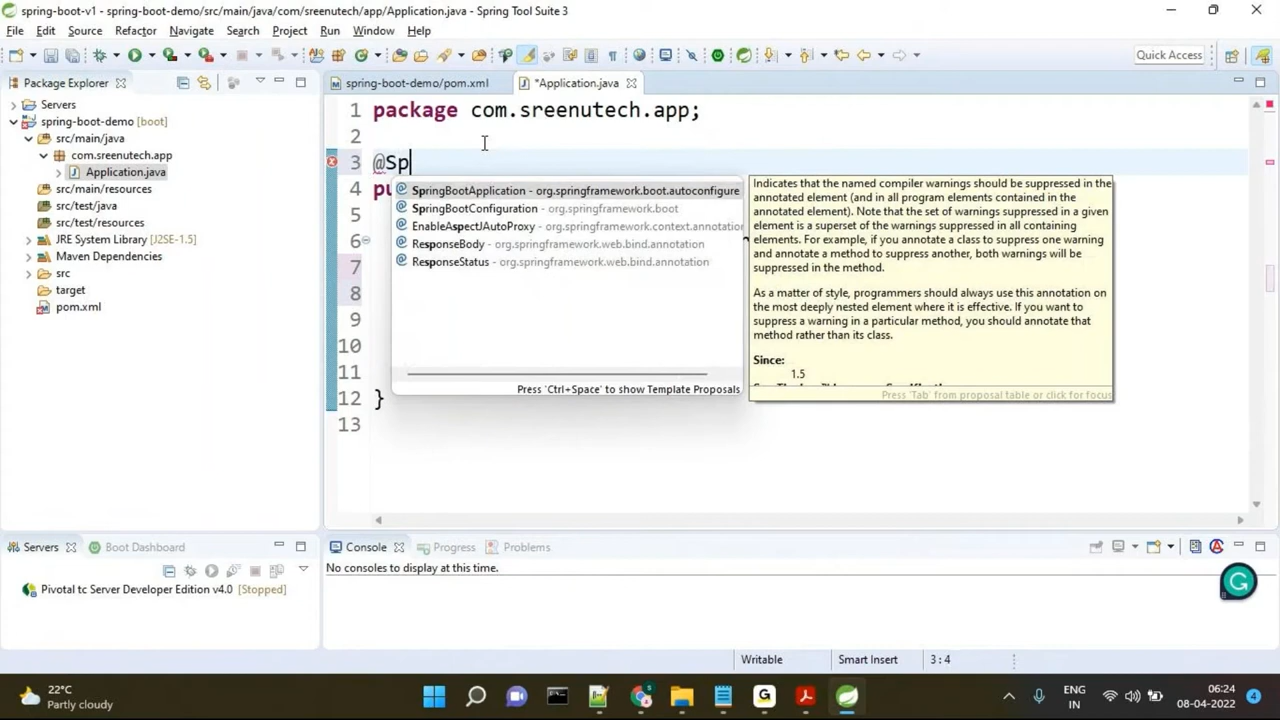 spring-boot-v1 - spring-boot-demo/src/main/java/com/sreenutech/app/Application.java - Spring Tool Suite 3
File Edit Source Refactor Navigate Search Project Run Window Help
Quick Access
Package Explorer
Servers
spring-boot-demo [boot]
src/main/java
com.sreenutech.app
Application.java
src/main/resources
src/test/java
src/test/resources
JRE System Library [J2SE-1.5]
Maven Dependencies
src
target
pom.xml
spring-boot-demo/pom.xml
*Application.java
1 package com.sreenutech.app;
2
3 @Sp
4 pu
5
6
7
8
9
10
11
12 }
13
SpringBootApplication - org.springframework.boot.autoconfigure
SpringBootConfiguration - org.springframework.boot
EnableAspectJAutoProxy - org.springframework.context.annotation
ResponseBody - org.springframework.web.bind.annotation
ResponseStatus - org.springframework.web.bind.annotation
Press 'Ctrl+Space' to show Template Proposals
Indicates that the named compiler warnings should be suppressed in the
annotated element (and in all program elements contained in the
annotated element). Note that the set of warnings suppressed in a given
element is a superset of the warnings suppressed in all containing
elements. For example, if you annotate a class to suppress one warning
and annotate a method to suppress another, both warnings will be
suppressed in the method.
As a matter of style, programmers should always use this annotation on
the most deeply nested element where it is effective. If you want to
suppress a warning in a particular method, you should annotate that
method rather than its class.
Since:
1.5
Press 'Tab' from proposal table or click for focus
Servers
Boot Dashboard
Pivotal tc Server Developer Edition v4.0 [Stopped]
Console
Progress
Problems
No consoles to display at this time.
Writable
Smart Insert
3 : 4
22°C
Partly cloudy
ENG
IN
06:24
08-04-2022
4